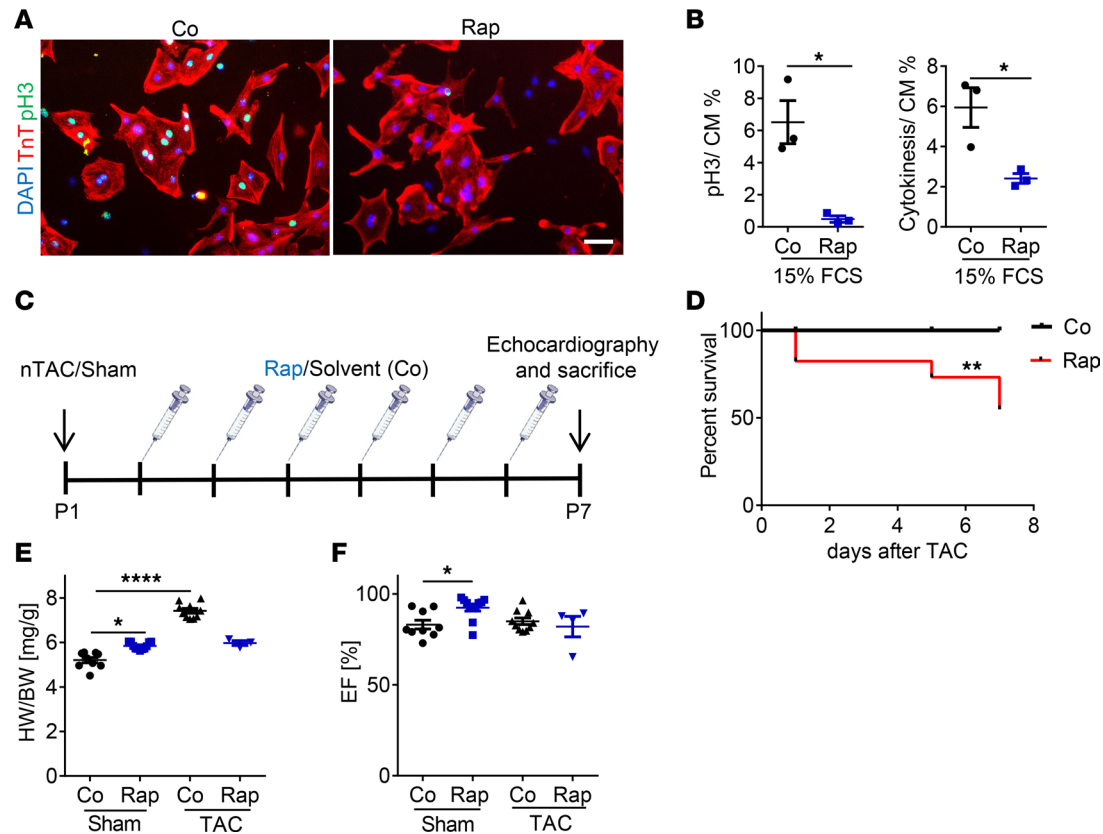 A
Co
Rap
DAPI TnT pH3
B
*
10
8
6
4
2
0
pH3/ CM %
Co Rap
15% FCS
*
8
6
4
2
0
Cytokinesis/ CM %
Co Rap
15% FCS
C
nTAC/Sham
Rap/Solvent (Co)
Echocardiography
and sacrifice
P1
P7
D
100
50
0
Percent survival
**
Co
Rap
0 2 4 6 8
days after TAC
E
****
*
8
6
4
2
0
HW/BW [mg/g]
Co Rap Co Rap
Sham TAC
F
*
100
50
0
EF [%]
Co Rap Co Rap
Sham TAC